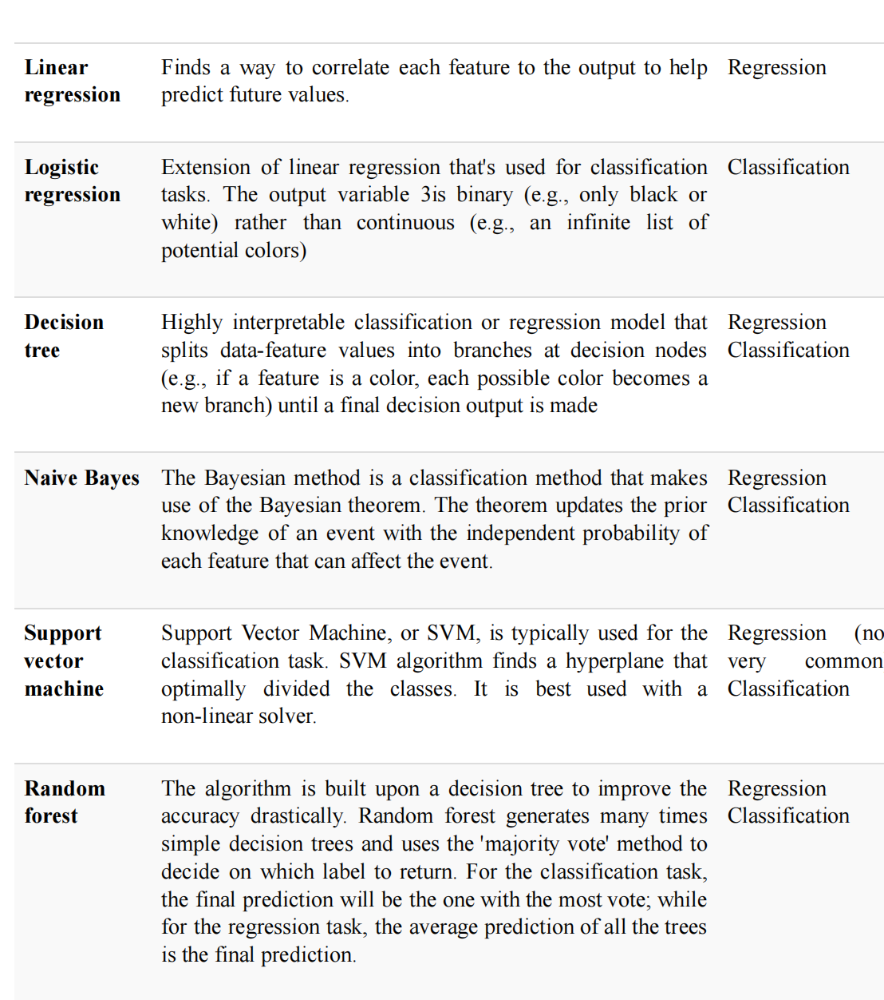 Linear
regression
Finds a way to correlate each feature to the output to help
predict future values.
Regression
Logistic
regression
Extension of linear regression that's used for classification
tasks. The output variable 3is binary (e.g., only black or
white) rather than continuous (e.g., an infinite list of
potential colors)
Classification
Decision
tree
Highly interpretable classification or regression model that
splits data-feature values into branches at decision nodes
(e.g., if a feature is a color, each possible color becomes a
new branch) until a final decision output is made
Regression
Classification
Naive Bayes
The Bayesian method is a classification method that makes
use of the Bayesian theorem. The theorem updates the prior
knowledge of an event with the independent probability of
each feature that can affect the event.
Regression
Classification
Support
vector
machine
Support Vector Machine, or SVM, is typically used for the
classification task. SVM algorithm finds a hyperplane that
optimally divided the classes. It is best used with a
non-linear solver.
Regression (no
very common
Classification
Random
forest
The algorithm is built upon a decision tree to improve the
accuracy drastically. Random forest generates many times
simple decision trees and uses the 'majority vote' method to
decide on which label to return. For the classification task,
the final prediction will be the one with the most vote; while
for the regression task, the average prediction of all the trees
is the final prediction.
Regression
Classification